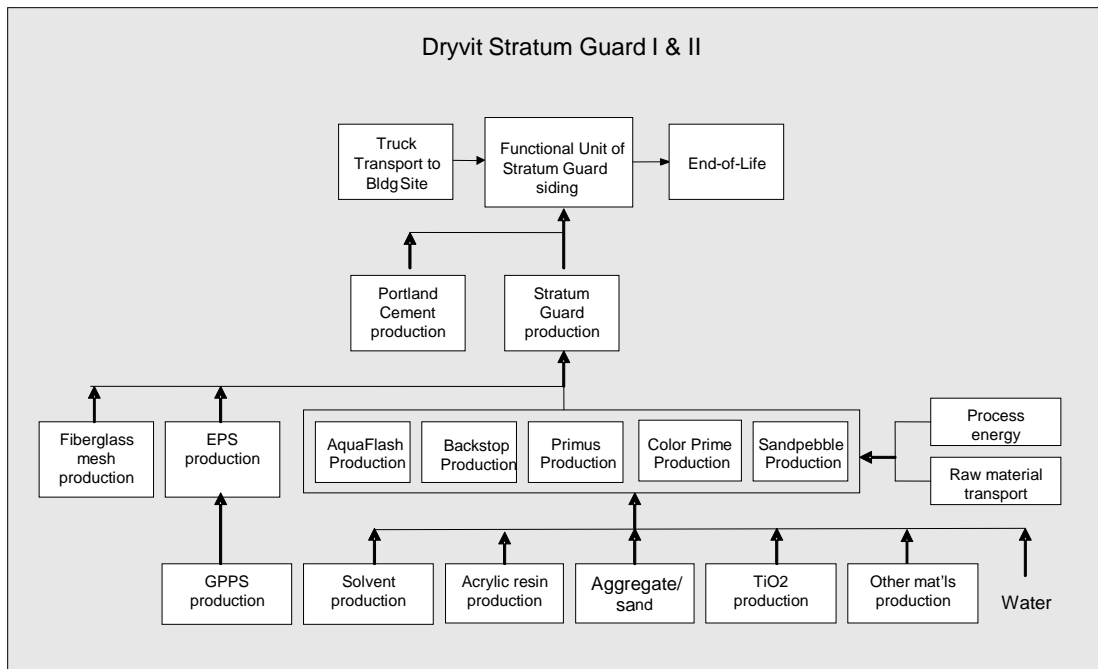 Dryvit Stratum Guard I & II
Truck
Transport to
Bldg Site
Functional Unit of
Stratum Guard
siding
End-of-Life
Portland
Cement
production
Stratum
Guard
production
Fiberglass
mesh
production
EPS
production
AquaFlash
Production
Backstop
Production
Primus
Production
Color Prime
Production
Sandpebble
Production
Process
energy
Raw material
transport
GPPS
production
Solvent
production
Acrylic resin
production
Aggregate/
sand
TiO2
production
Other mat'ls
production
Water